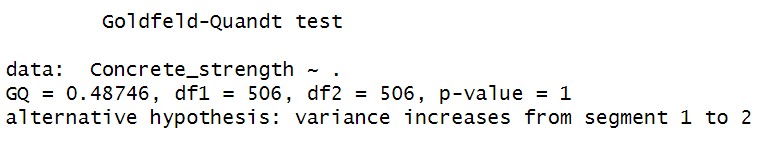 Goldfeld-Quandt test
data:  Concrete_strength ~ .
GQ = 0.48746, df1 = 506, df2 = 506, p-value = 1
alternative hypothesis: variance increases from segment 1 to 2